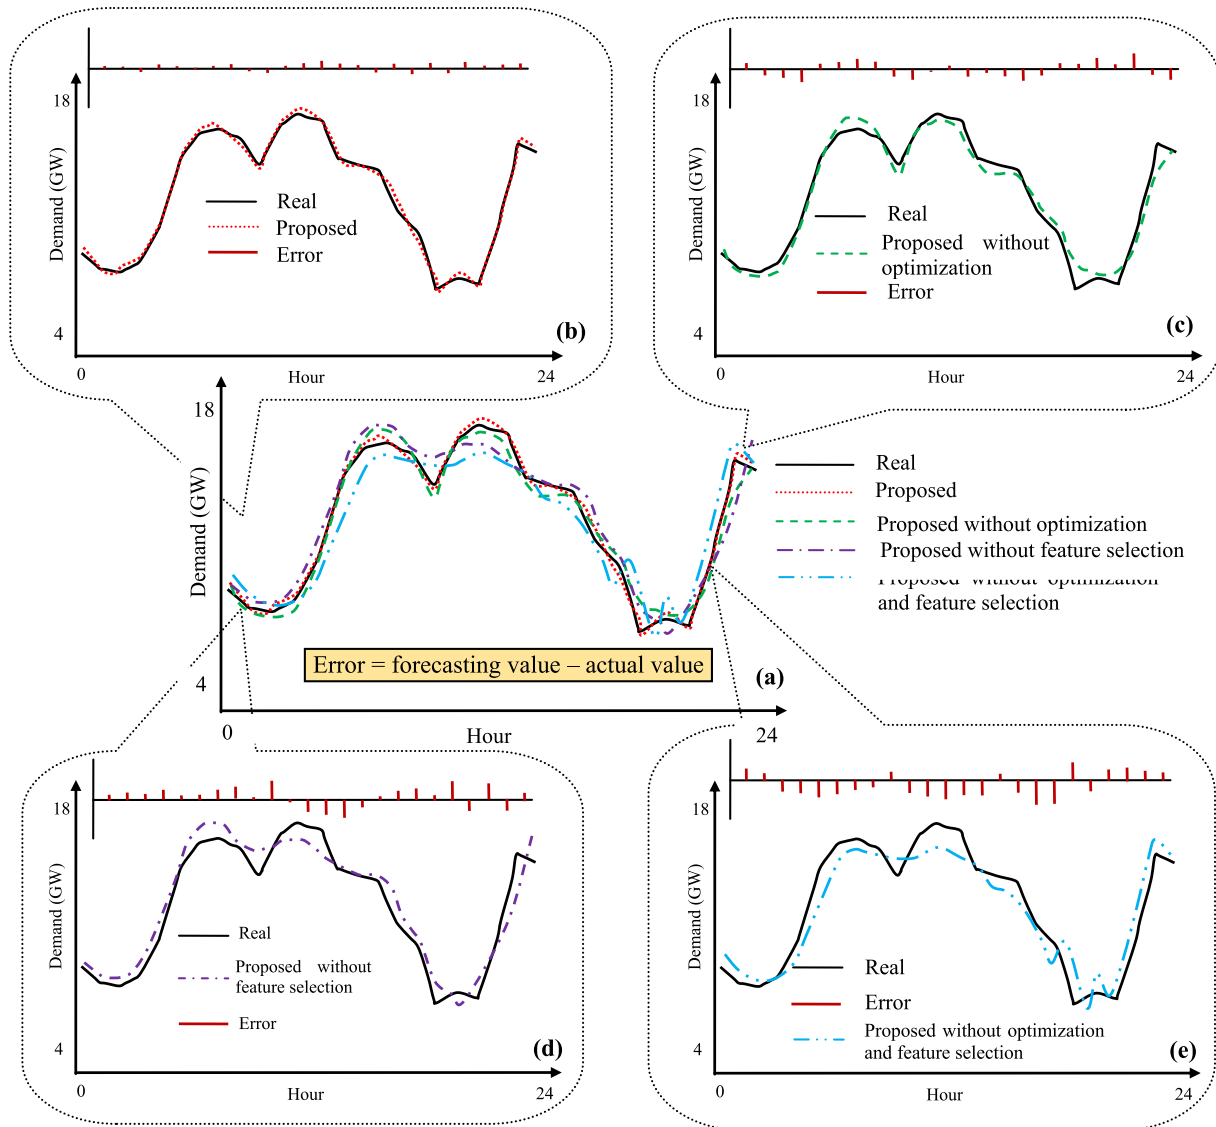 18
Demand (GW)
Real
Proposed
Error
4
(b)
0
Hour
24
18
Demand (GW)
Real
Proposed without
optimization
Error
4
(c)
0
Hour
24
18
Demand (GW)
Real
Proposed
Proposed without optimization
Proposed without feature selection
Proposed without optimization
and feature selection
Error = forecasting value – actual value
(a)
4
0
Hour
24
18
Demand (GW)
Real
Proposed without
feature selection
Error
4
(d)
0
Hour
24
18
Demand (GW)
Real
Error
Proposed without optimization
and feature selection
4
(e)
0
Hour
24